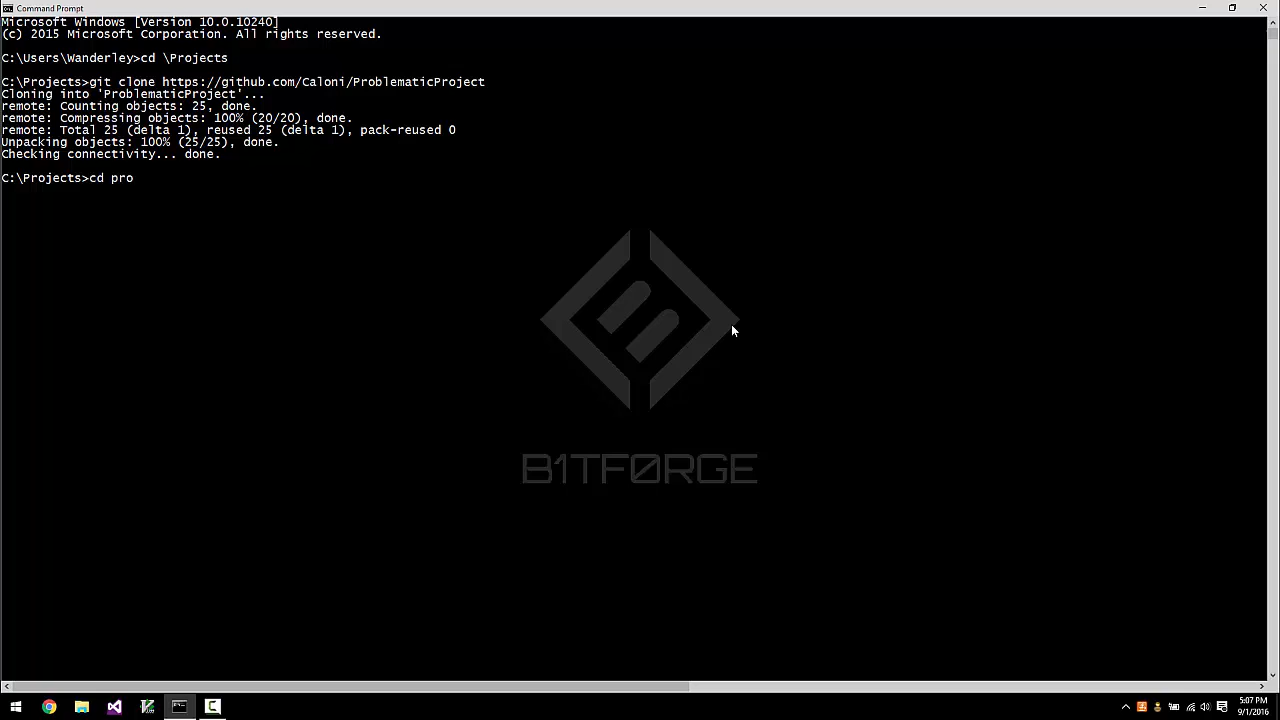 Command Prompt
Microsoft Windows [Version 10.0.10240]
(c) 2015 Microsoft Corporation. All rights reserved.
C:\Users\Wanderley>cd \Projects
C:\Projects>git clone https://github.com/Caloni/ProblematicProject
Cloning into 'ProblematicProject'...
remote: Counting objects: 25, done.
remote: Compressing objects: 100% (20/20), done.
remote: Total 25 (delta 1), reused 25 (delta 1), pack-reused 0
Unpacking objects: 100% (25/25), done.
Checking connectivity... done.
C:\Projects>cd pro
B1TFØRGE
5:07 PM
9/1/2016